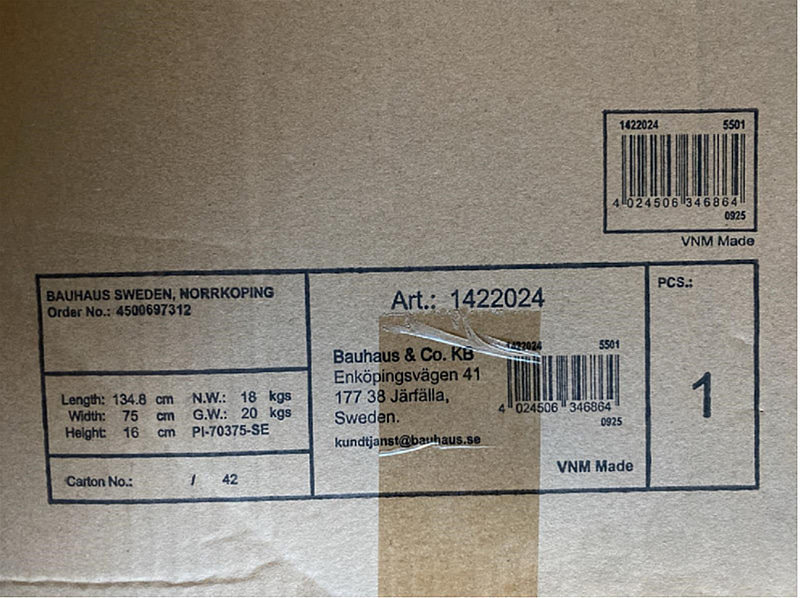 1422024 5501
4 024506 346864
0925
VNM Made
BAUHAUS SWEDEN, NORRKOPING
Order No.: 4500697312
Length: 134.8 cm N.W.: 18 kgs
Width: 75 cm G.W.: 20 kgs
Height: 16 cm PI-70375-SE
Carton No.: / 42
Art.: 1422024
Bauhaus & Co. KB
Enköpingsvägen 41
177 38 Järfälla,
Sweden.
kundtjanst@bauhaus.se
1422024 5501
4 024506 346864
0925
VNM Made
PCS.:
1